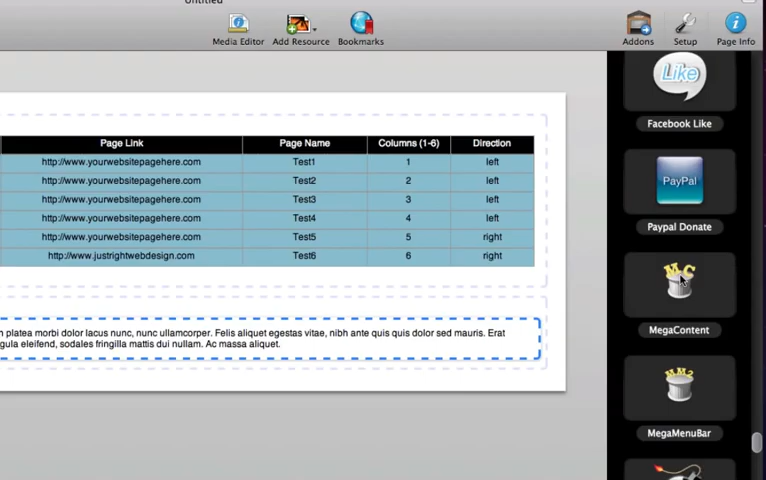 Untitled
Media Editor Add Resource Bookmarks Addons Setup Page Info
Page Link Page Name Columns (1-6) Direction
http://www.yourwebsitepagehere.com Test1 1 left
http://www.yourwebsitepagehere.com Test2 2 left
http://www.yourwebsitepagehere.com Test3 3 left
http://www.yourwebsitepagehere.com Test4 4 left
http://www.yourwebsitepagehere.com Test5 5 right
http://www.justrightwebdesign.com Test6 6 right
platea morbi dolor lacus nunc, nunc ullamcorper. Felis aliquet egestas vitae, nibh ante quis quis dolor sed mauris. Erat
eleifend, sodales fringilla mattis dui nullam. Ac massa aliquet.
Like
Facebook Like
PayPal
Paypal Donate
MC
MegaContent
MM2
MegaMenuBar